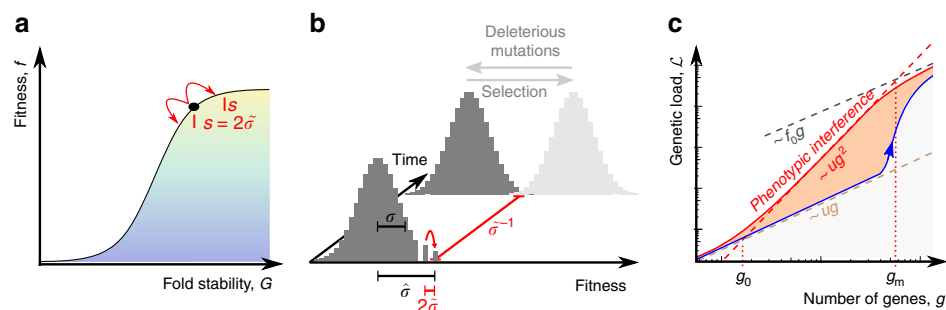 a
Fitness, f
s
s = 2σ̃
Fold stability, G
b
Deleterious
mutations
Selection
Time
σ
σ̃⁻¹
σ̂
2σ̃
Fitness
c
Genetic load, ℒ
~ f₀g
Phenotypic interference
~ ug²
~ ug
g₀
gₘ
Number of genes, g